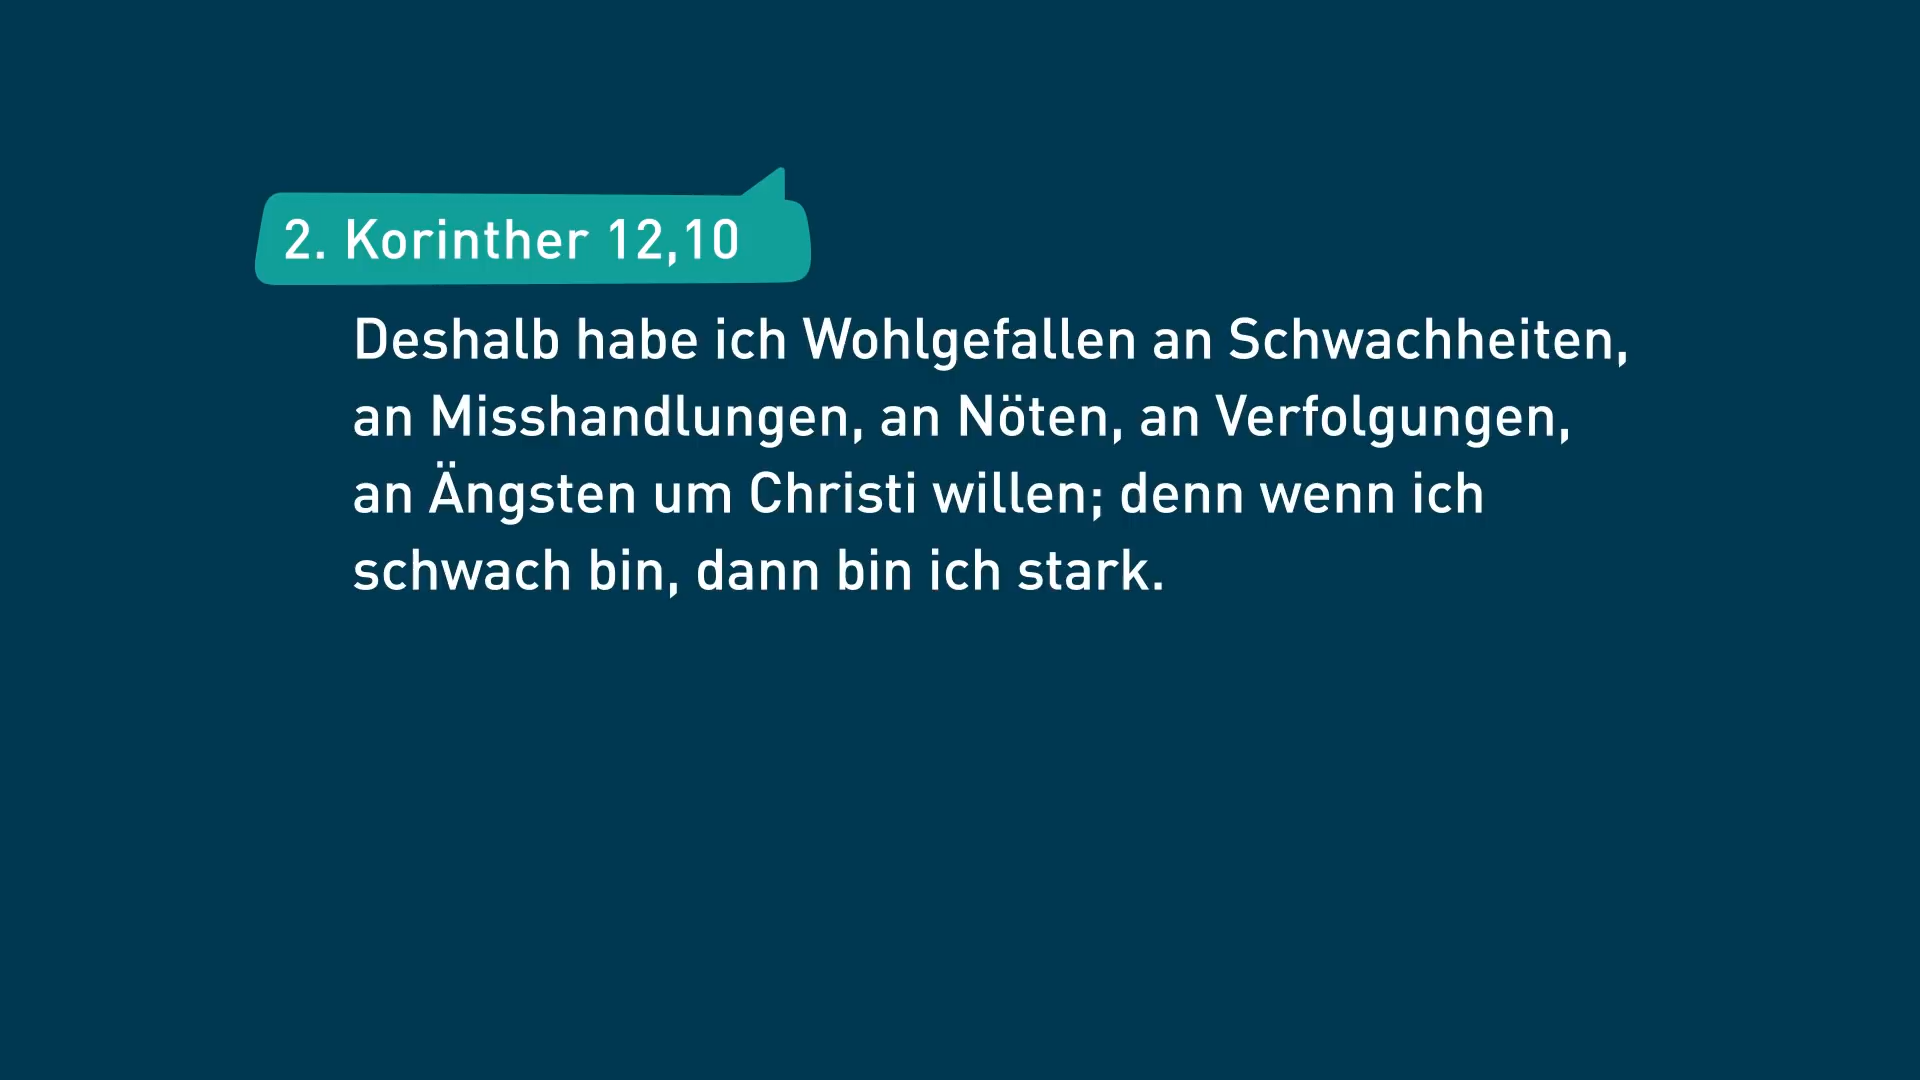 2. Korinther 12,10
Deshalb habe ich Wohlgefallen an Schwachheiten,
an Misshandlungen, an Nöten, an Verfolgungen,
an Ängsten um Christi willen; denn wenn ich
schwach bin, dann bin ich stark.